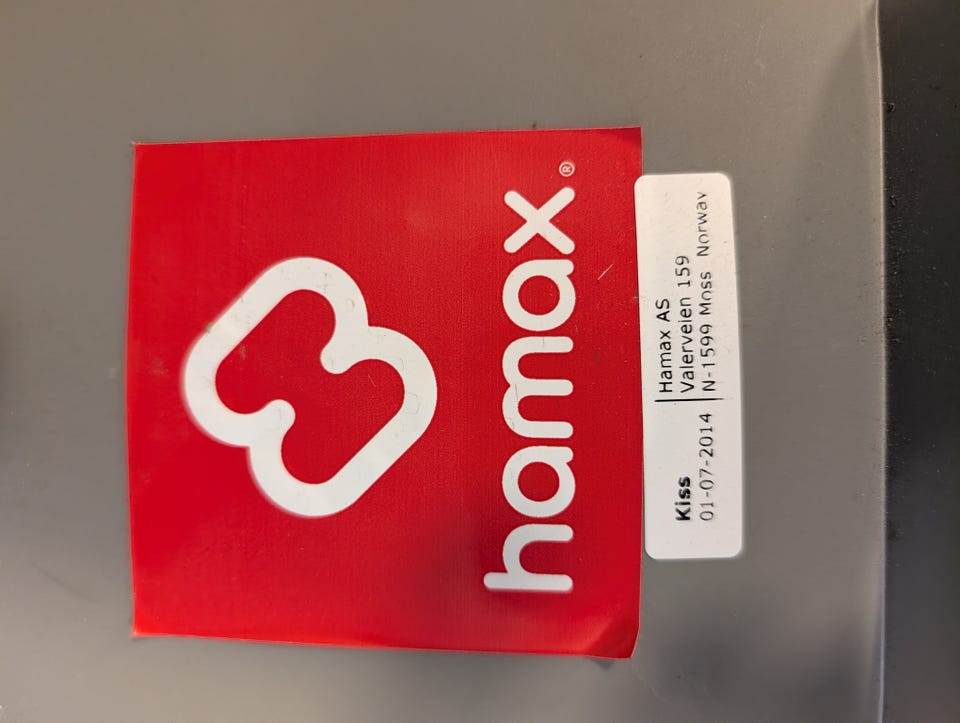 hamax®
Kiss
01-07-2014
Hamax AS
Valerveien 159
N-1599 Moss Norway